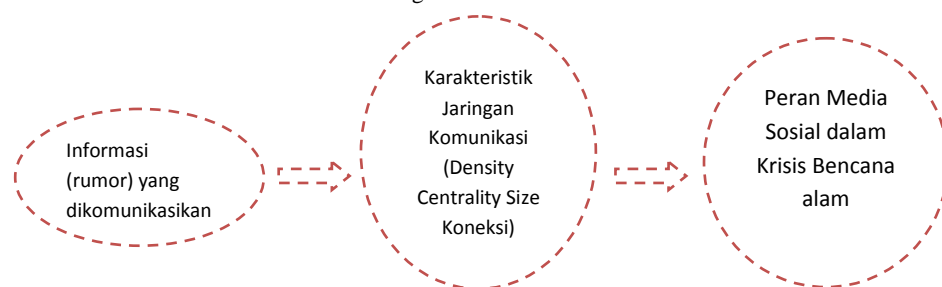 Informasi
(rumor) yang
dikomunikasikan
Karakteristik
Jaringan
Komunikasi
(Density
Centrality Size
Koneksi)
Peran Media
Sosial dalam
Krisis Bencana
alam